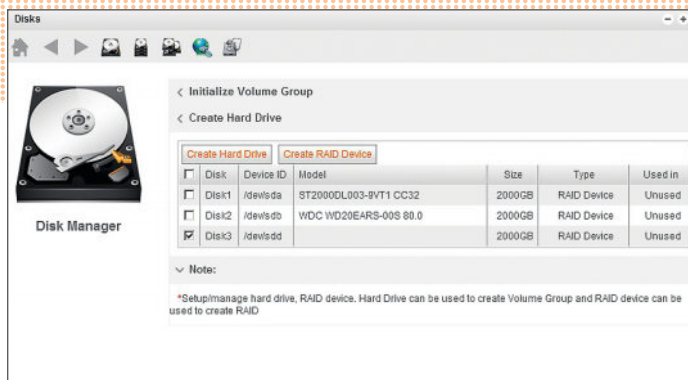 Disks
< Initialize Volume Group
< Create Hard Drive
Create Hard Drive Create RAID Device
Disk Device ID Model Size Type Used in
Disk1 /dev/sda ST2000DL003-9VT1 CC32 2000GB RAID Device Unused
Disk2 /dev/sdb WDC WD20EARS-00S 80.0 2000GB RAID Device Unused
Disk3 /dev/sdd 2000GB RAID Device Unused
Disk Manager
Note:
*Setup/manage hard drive, RAID device. Hard Drive can be used to create Volume Group and RAID device can be
used to create RAID